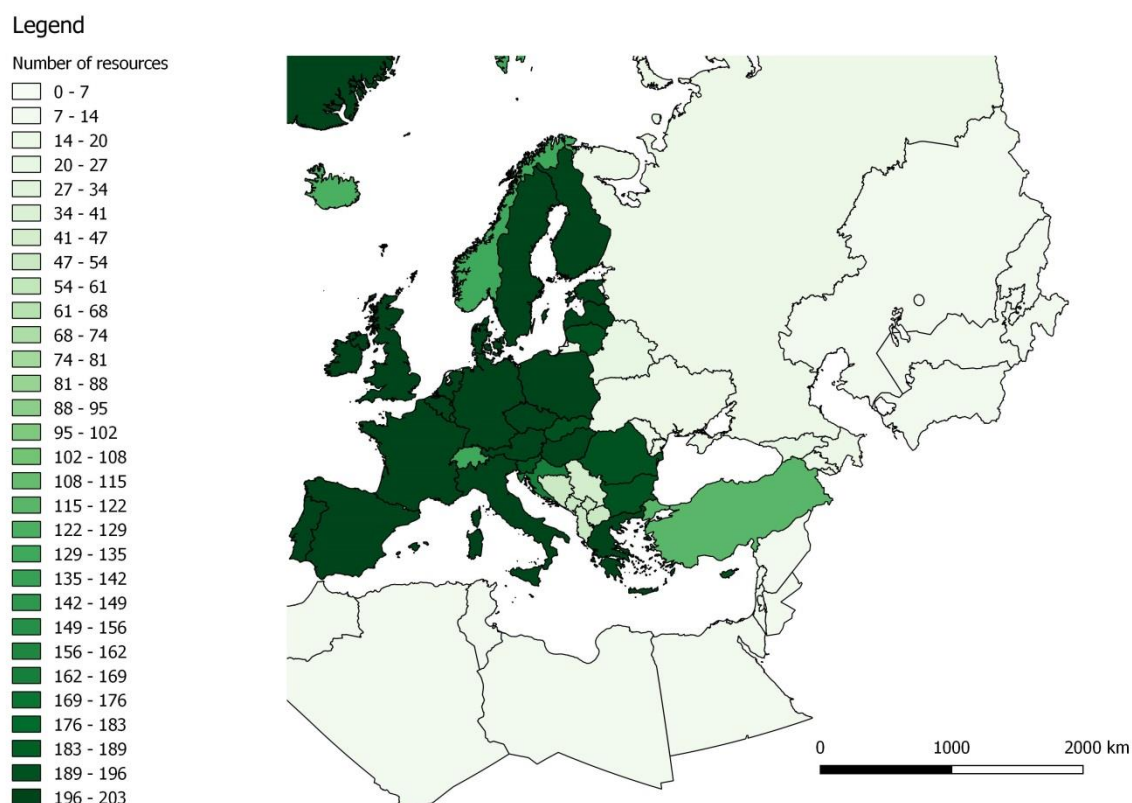 Legend
Number of resources
0 - 7
7 - 14
14 - 20
20 - 27
27 - 34
34 - 41
41 - 47
47 - 54
54 - 61
61 - 68
68 - 74
74 - 81
81 - 88
88 - 95
95 - 102
102 - 108
108 - 115
115 - 122
122 - 129
129 - 135
135 - 142
142 - 149
149 - 156
156 - 162
162 - 169
169 - 176
176 - 183
183 - 189
189 - 196
196 - 203
0 1000 2000 km